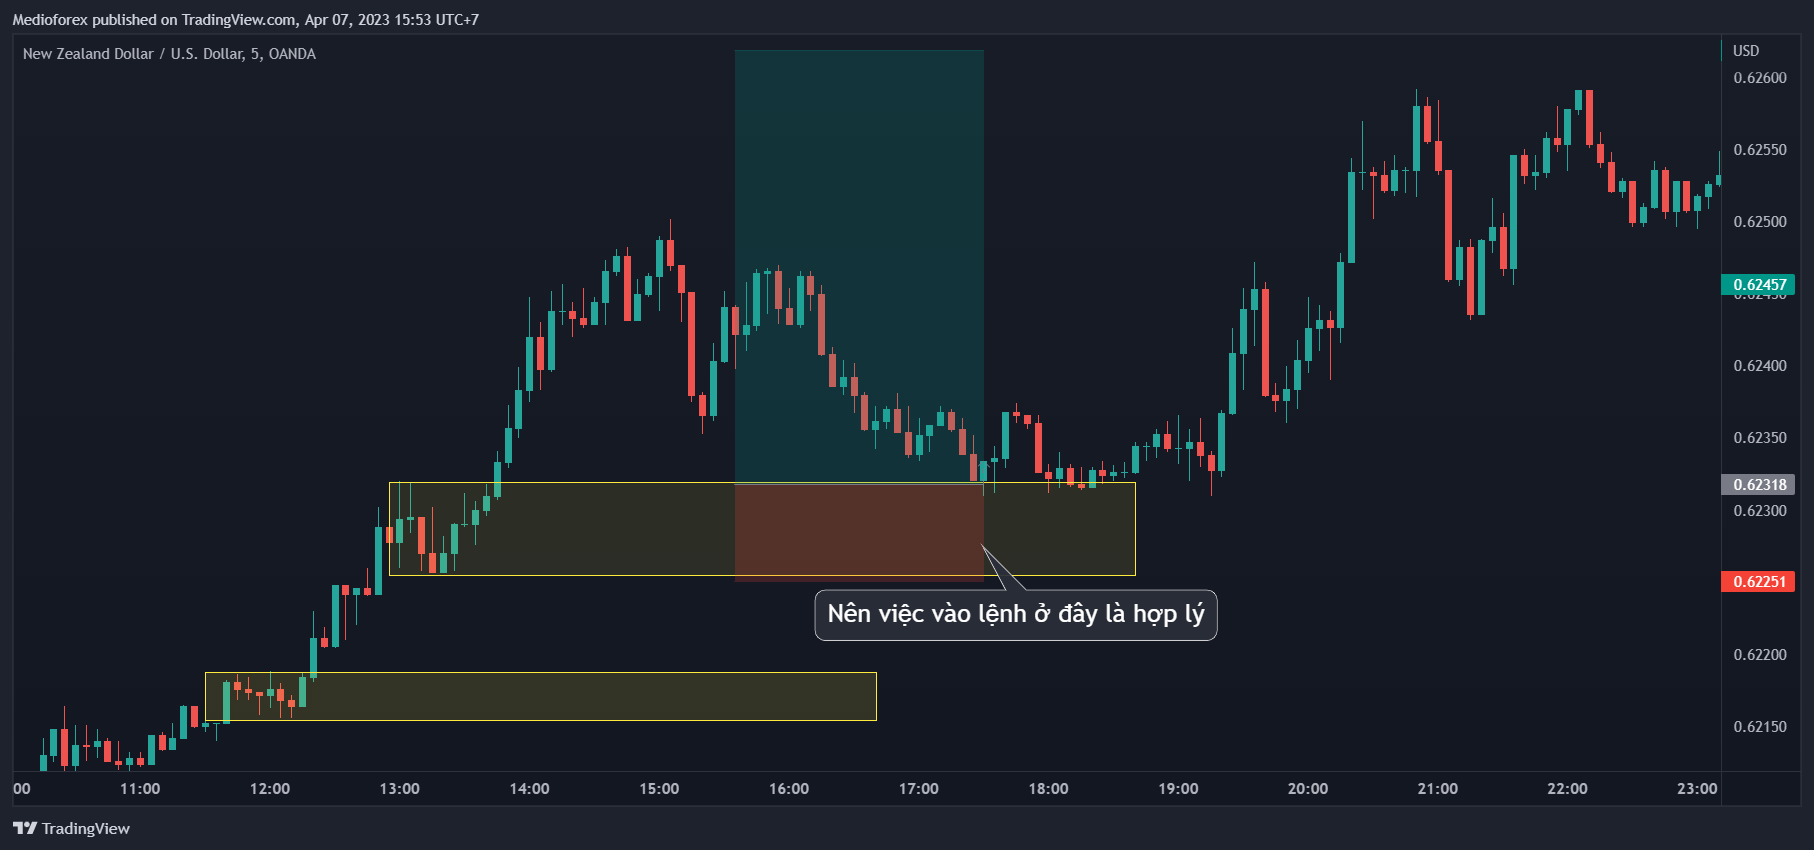 Medioforex published on TradingView.com, Apr 07, 2023 15:53 UTC+7
New Zealand Dollar / U.S. Dollar, 5, OANDA
USD
0.62600
0.62550
0.62500
0.62457
0.62450
0.62400
0.62350
0.62318
0.62300
0.62251
0.62200
0.62150
Nên việc vào lệnh ở đây là hợp lý
00 11:00 12:00 13:00 14:00 15:00 16:00 17:00 18:00 19:00 20:00 21:00 22:00 23:00
TradingView